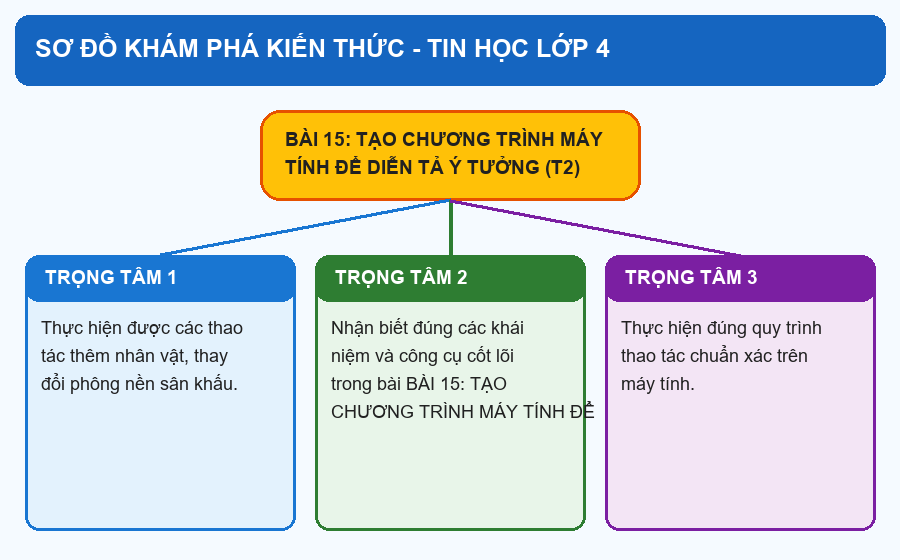 SƠ ĐỒ KHÁM PHÁ KIẾN THỨC - TIN HỌC LỚP 4
BÀI 15: TẠO CHƯƠNG TRÌNH MÁY
TÍNH ĐỂ DIỄN TẢ Ý TƯỞNG (T2)
TRỌNG TÂM 1
Thực hiện được các thao
tác thêm nhân vật, thay
đổi phông nền sân khấu.
TRỌNG TÂM 2
Nhận biết đúng các khái
niệm và công cụ cốt lõi
trong bài BÀI 15: TẠO
CHƯƠNG TRÌNH MÁY TÍNH ĐỂ
TRỌNG TÂM 3
Thực hiện đúng quy trình
thao tác chuẩn xác trên
máy tính.